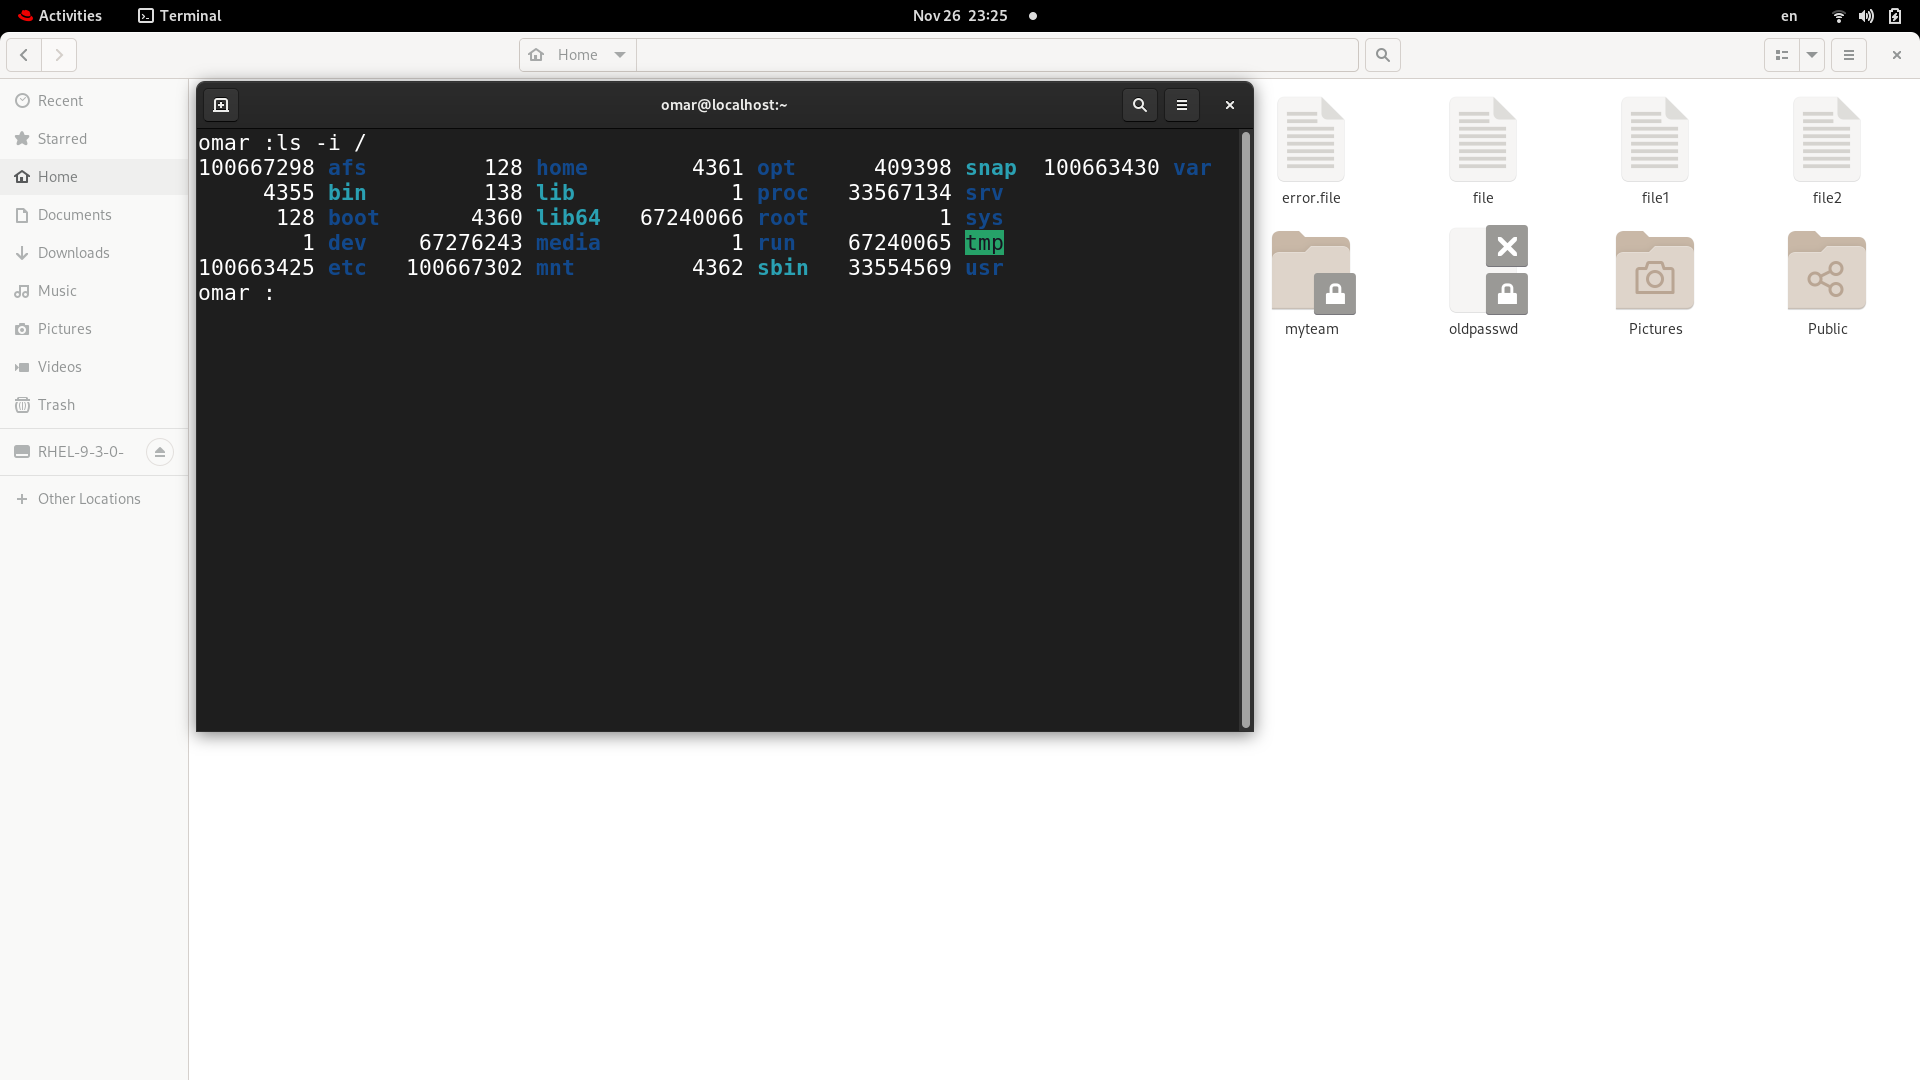 Activities Terminal Nov 26 23:25 en
Home
Recent
Starred
Home
Documents
Downloads
Music
Pictures
Videos
Trash
RHEL-9-3-0-
Other Locations
omar@localhost:~
omar :ls -i /
100667298 afs 128 home 4361 opt 409398 snap 100663430 var
4355 bin 138 lib 1 proc 33567134 srv
128 boot 4360 lib64 67240066 root 1 sys
1 dev 67276243 media 1 run 67240065 tmp
100663425 etc 100667302 mnt 4362 sbin 33554569 usr
omar :
error.file file file1 file2
myteam oldpasswd Pictures Public